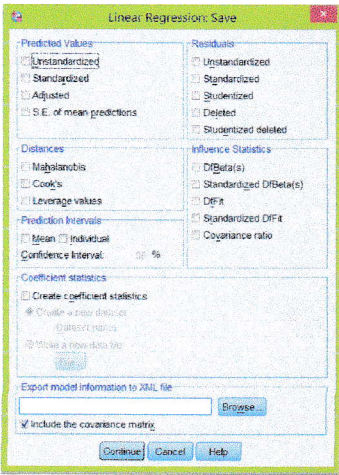 Linear Regression: Save
Predicted Values
Unstandardized
Standardized
Adjusted
S.E. of mean predictions
Residuals
Unstandardized
Standardized
Studentized
Deleted
Studentized deleted
Distances
Mahalanobis
Cook's
Leverage values
Influence Statistics
DfBeta(s)
Standardized DfBeta(s)
DfFit
Standardized DfFit
Covariance ratio
Prediction Intervals
Mean Individual
Confidence Interval: %
Coefficient statistics
Create coefficient statistics
Create a new dataset
Dataset name:
Write a new data file
Export model information to XML file
Browse...
Include the covariance matrix
Continue Cancel Help